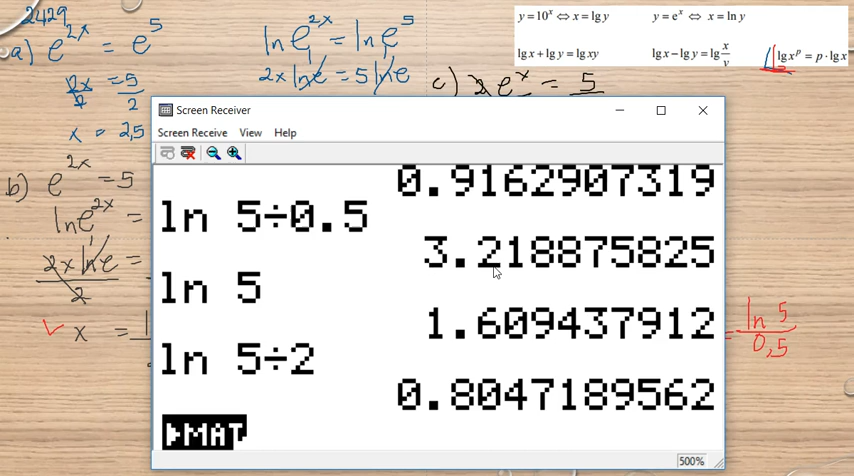 2429
a) e^2x = e^5
ln e^2x = ln e^5
2x/2 = 5/2
2x ln e = 5 ln e
x = 2,5
c) 2 e^x = 5
y = 10^x ⇔ x = lg y
y = e^x ⇔ x = ln y
lg x + lg y = lg xy
lg x − lg y = lg x/y
lg x^p = p · lg x
b) e^2x = 5
ln e^2x =
2x ln e =
2
x =
= ln 5
0,5
Screen Receiver
Screen Receive View Help
0.9162907319
ln 5÷0.5
3.218875825
ln 5
1.609437912
ln 5÷2
0.8047189562
▶MAT
500%